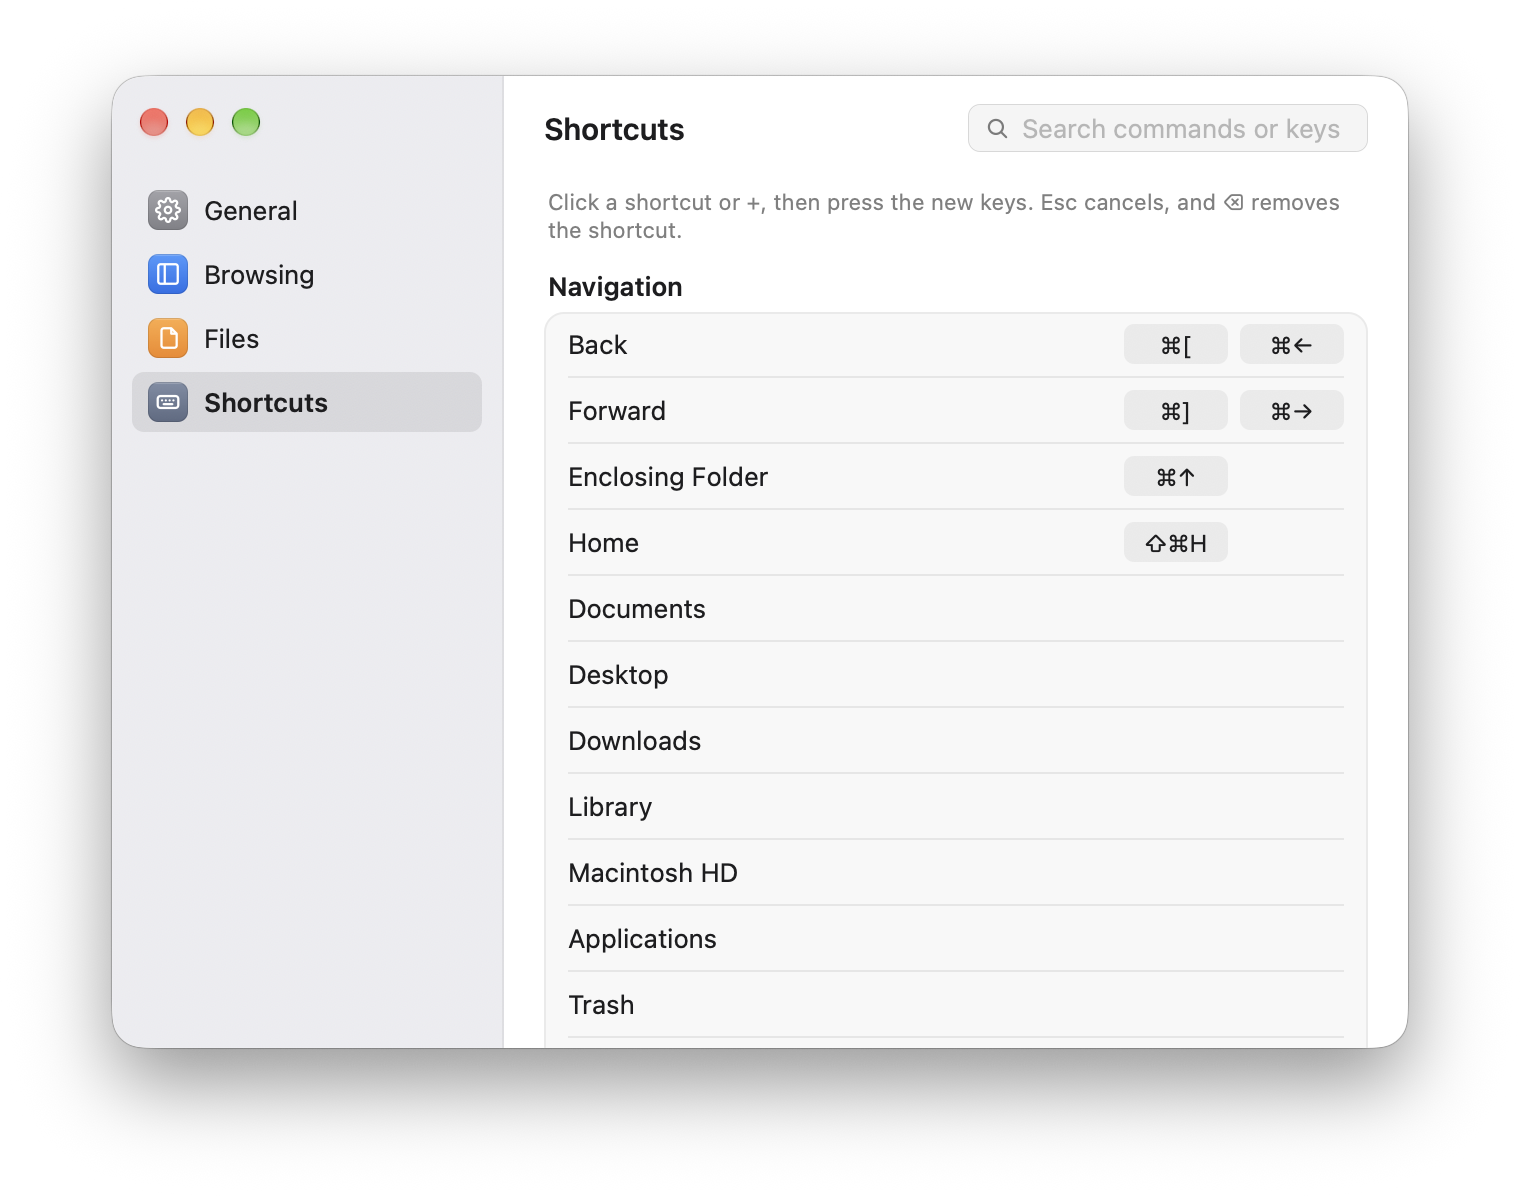 Shortcuts
Search commands or keys
General
Browsing
Files
Shortcuts
Click a shortcut or +, then press the new keys. Esc cancels, and ⌫ removes
the shortcut.
Navigation
Back ⌘[ ⌘←
Forward ⌘] ⌘→
Enclosing Folder ⌘↑
Home ⇧⌘H
Documents
Desktop
Downloads
Library
Macintosh HD
Applications
Trash